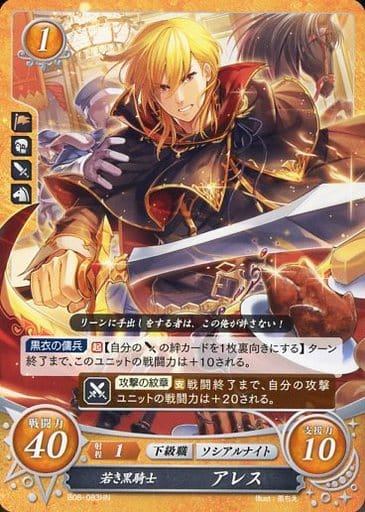 1
リーンに手出しをする者は、この俺が許さない!
黒衣の傭兵 起【自分の の絆カードを1枚裏向きにする】ターン
終了まで、このユニットの戦闘力は+10される。
攻撃の紋章 支 戦闘終了まで、自分の攻撃
ユニットの戦闘力は+20される。
戦闘力
40
射程 1 下級職 ソシアルナイト
支援力
10
若き黒騎士 アレス
B08-083HN